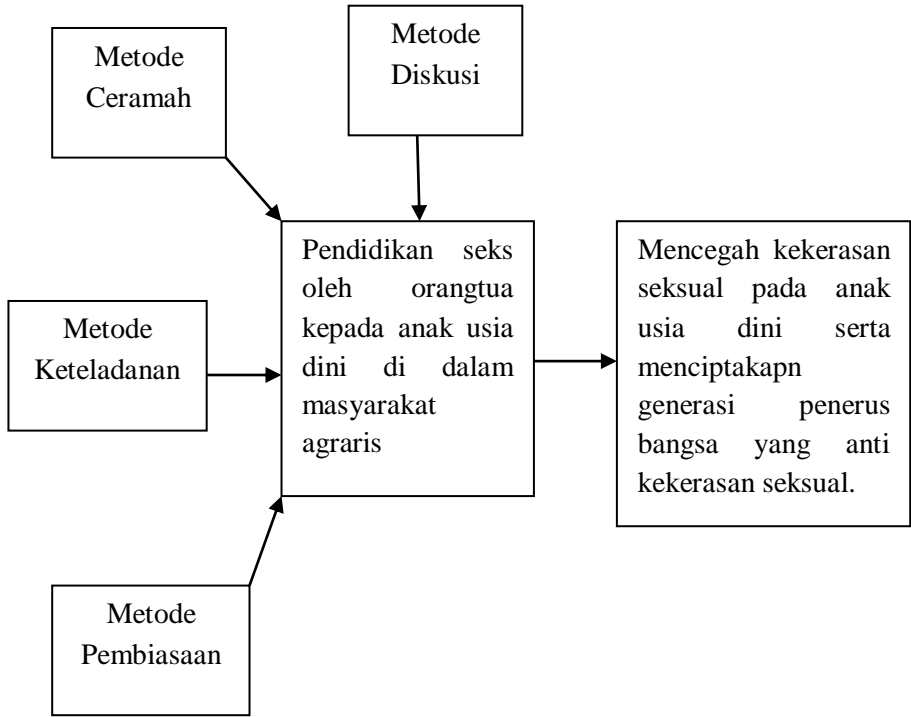 Metode
Ceramah
Metode
Diskusi
Pendidikan seks
oleh orangtua
kepada anak usia
dini di dalam
masyarakat
agraris
Mencegah kekerasan
seksual pada anak
usia dini serta
menciptakapn
generasi penerus
bangsa yang anti
kekerasan seksual.
Metode
Keteladanan
Metode
Pembiasaan